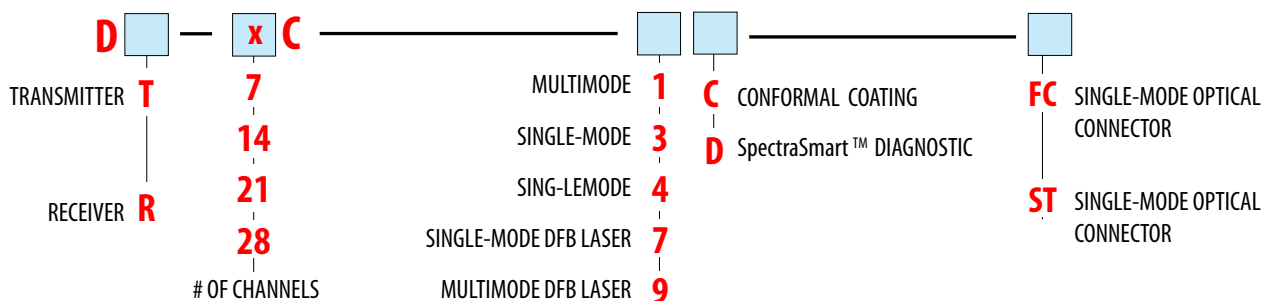 D x C
TRANSMITTER T
RECEIVER R
7
14
21
28
# OF CHANNELS
MULTIMODE 1
SINGLE-MODE 3
SING-LEMODE 4
SINGLE-MODE DFB LASER 7
MULTIMODE DFB LASER 9
C CONFORMAL COATING
D SpectraSmart ™ DIAGNOSTIC
FC SINGLE-MODE OPTICAL
CONNECTOR
ST SINGLE-MODE OPTICAL
CONNECTOR